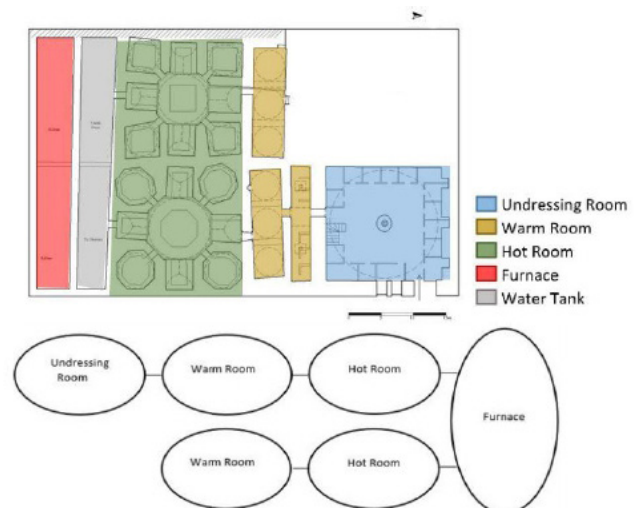 Undressing Room
Warm Room
Hot Room
Furnace
Water Tank
Undressing
Room
Warm Room
Hot Room
Furnace
Warm Room
Hot Room